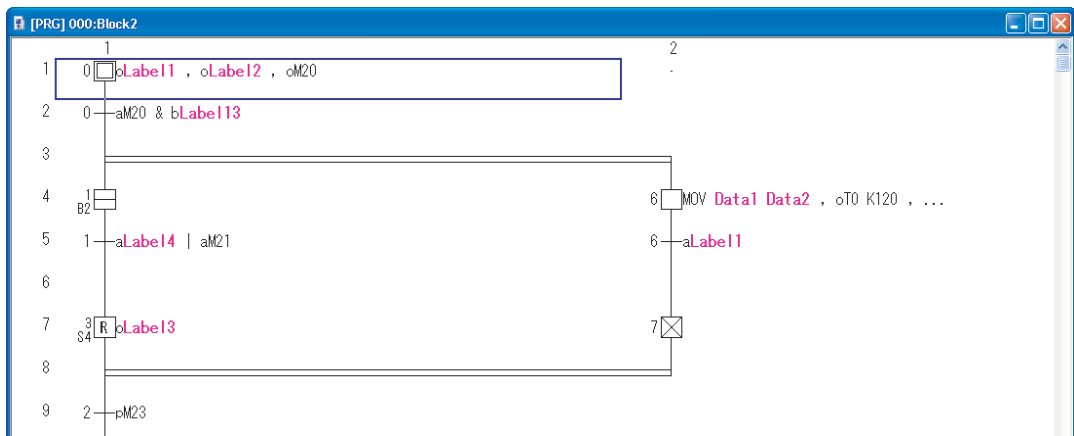 [PRG] 000:Block2
1 2
1 0 oLabel1 , oLabel2 , oM20
2 0 aM20 & bLabel13
3
4 1 B2 6 MOV Data1 Data2 , oT0 K120 , ...
5 1 aLabel4 | aM21 6 aLabel1
6
7 3 S4 R oLabel3 7
8
9 2 pM23